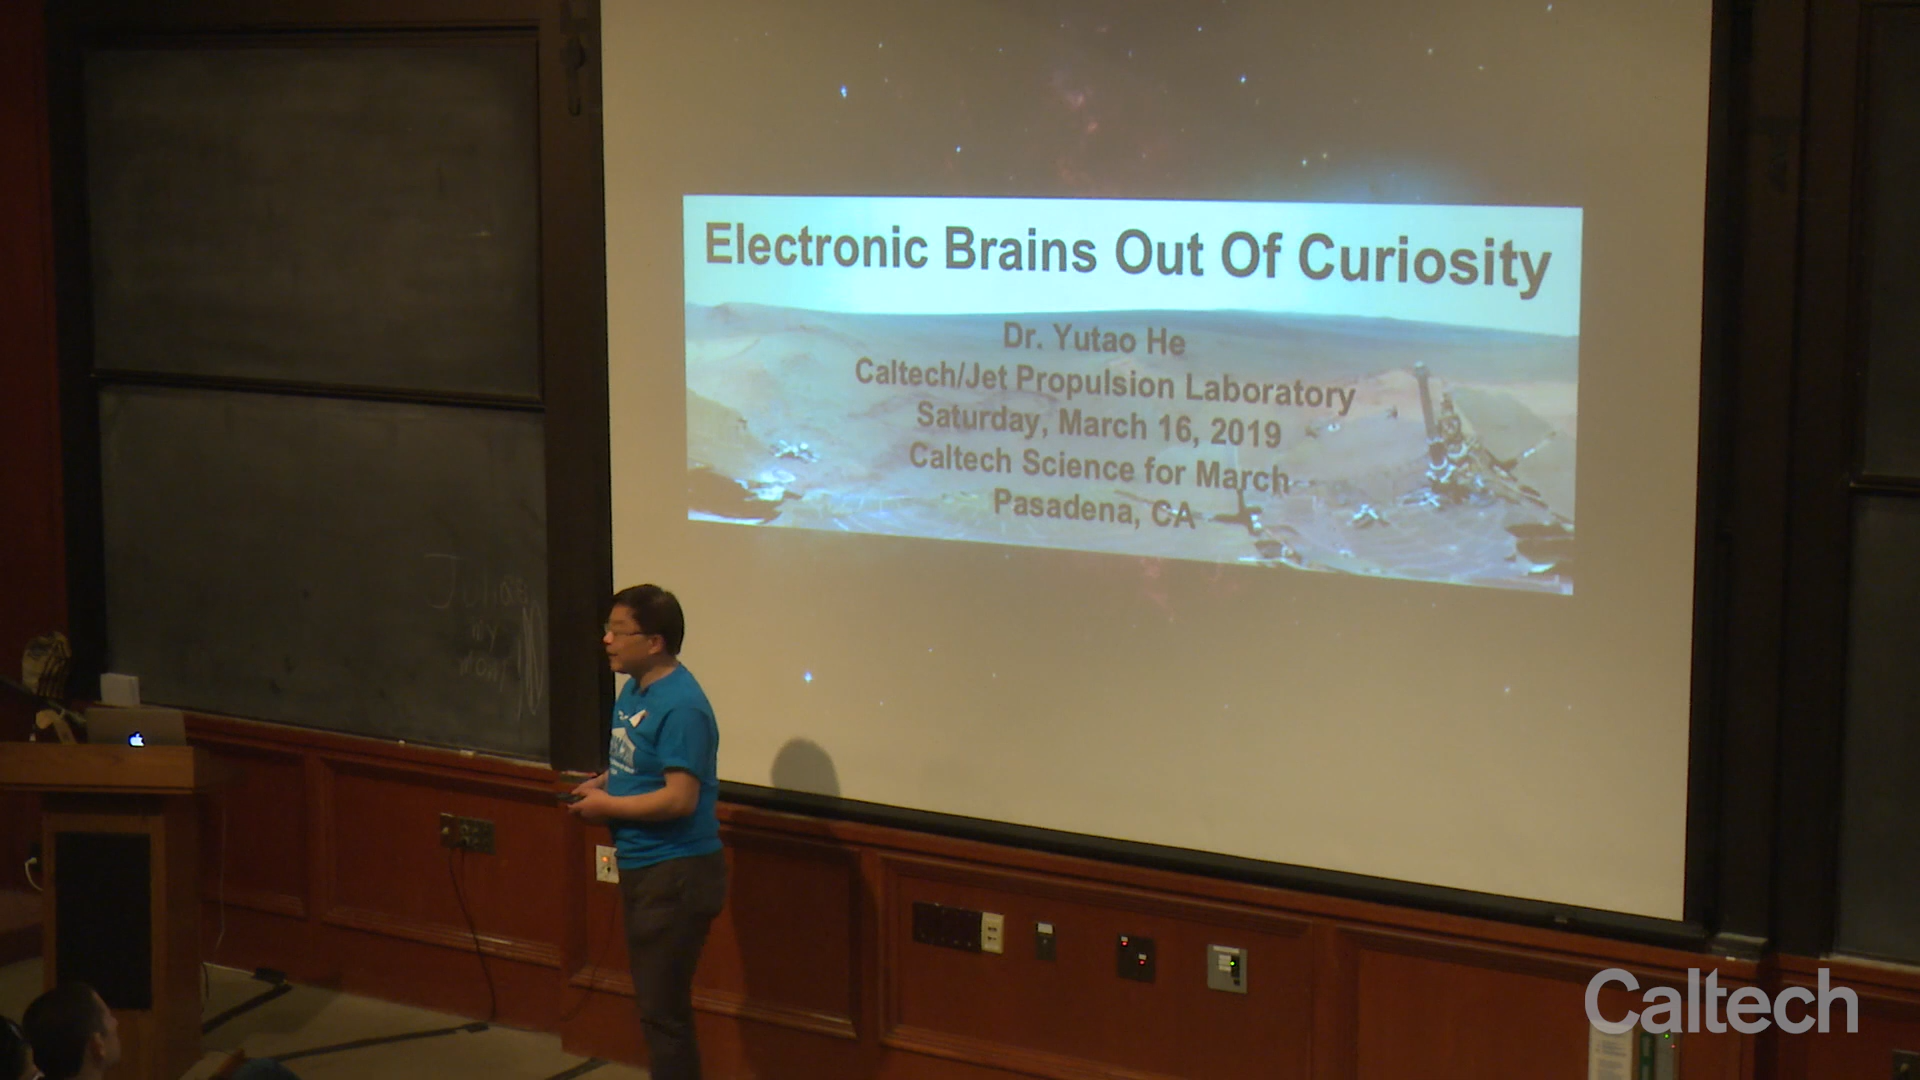 Electronic Brains Out Of Curiosity
Dr. Yutao He
Caltech/Jet Propulsion Laboratory
Saturday, March 16, 2019
Caltech Science for March
Pasadena, CA
Caltech